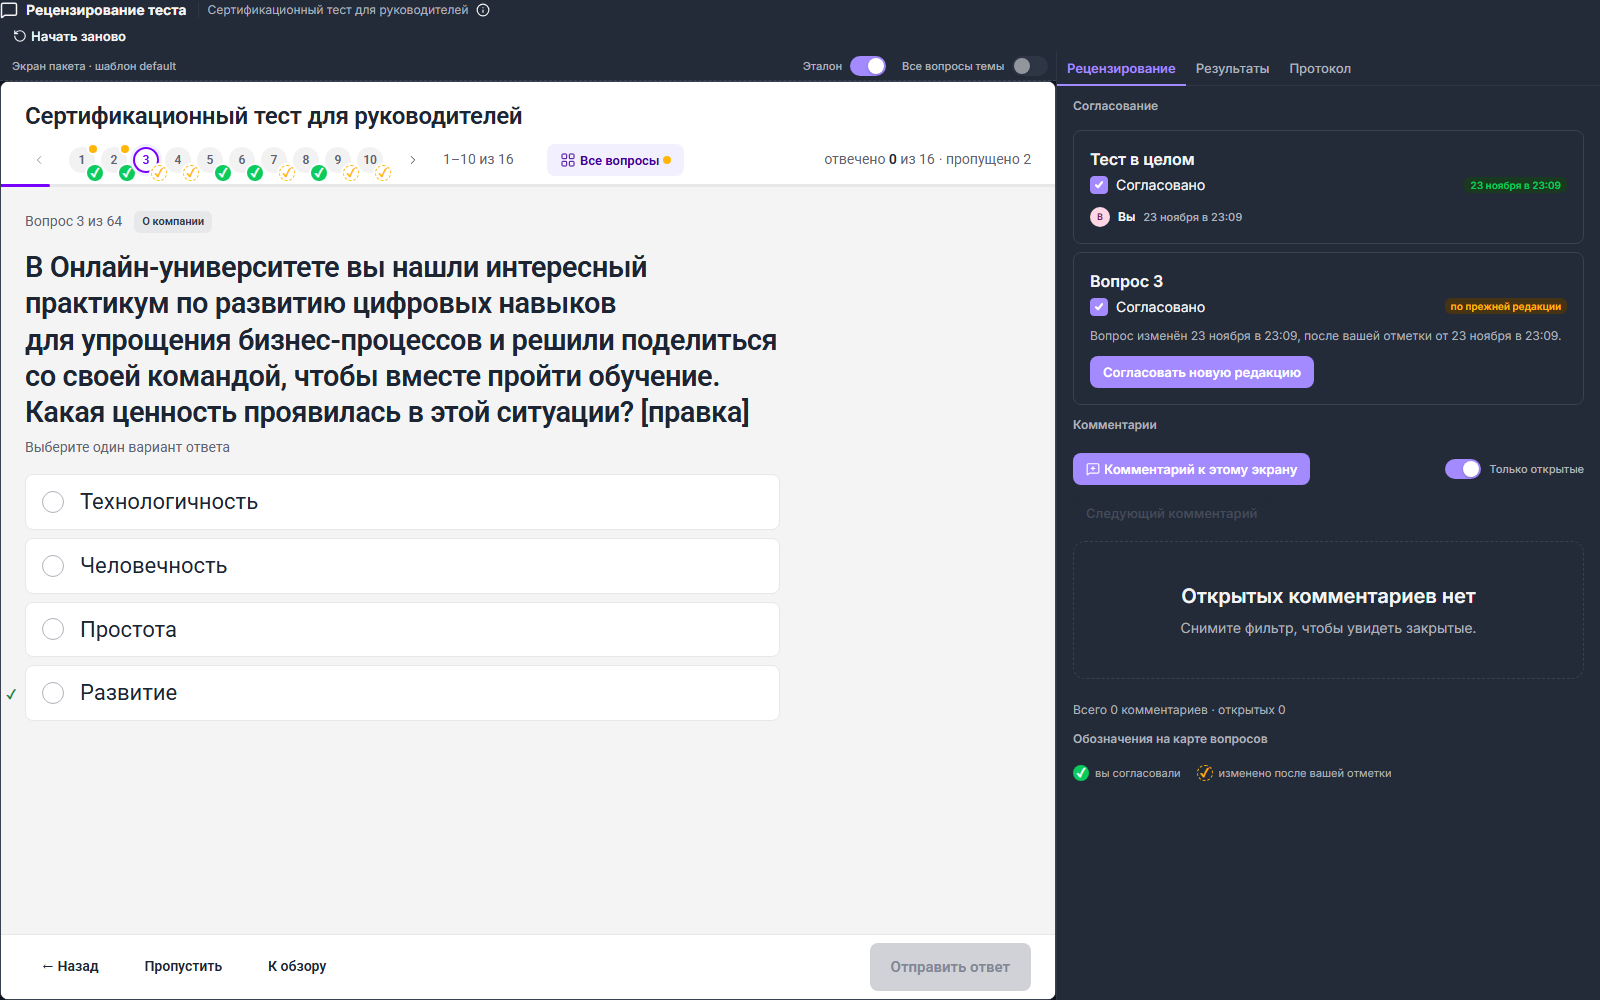 Рецензирование теста
Сертификационный тест для руководителей
Начать заново
Экран пакета · шаблон default
Эталон
Все вопросы темы
Сертификационный тест для руководителей
1 2 3 4 5 6 7 8 9 10
1–10 из 16
Все вопросы
отвечено 0 из 16 · пропущено 2
Вопрос 3 из 64
О компании
В Онлайн-университете вы нашли интересный
практикум по развитию цифровых навыков
для упрощения бизнес-процессов и решили поделиться
со своей командой, чтобы вместе пройти обучение.
Какая ценность проявилась в этой ситуации? [правка]
Выберите один вариант ответа
Технологичность
Человечность
Простота
Развитие
← Назад
Пропустить
К обзору
Отправить ответ
Рецензирование
Результаты
Протокол
Согласование
Тест в целом
Согласовано
23 ноября в 23:09
В
Вы
23 ноября в 23:09
Вопрос 3
Согласовано
по прежней редакции
Вопрос изменён 23 ноября в 23:09, после вашей отметки от 23 ноября в 23:09.
Согласовать новую редакцию
Комментарии
Комментарий к этому экрану
Только открытые
Следующий комментарий
Открытых комментариев нет
Снимите фильтр, чтобы увидеть закрытые.
Всего 0 комментариев · открытых 0
Обозначения на карте вопросов
вы согласовали
изменено после вашей отметки